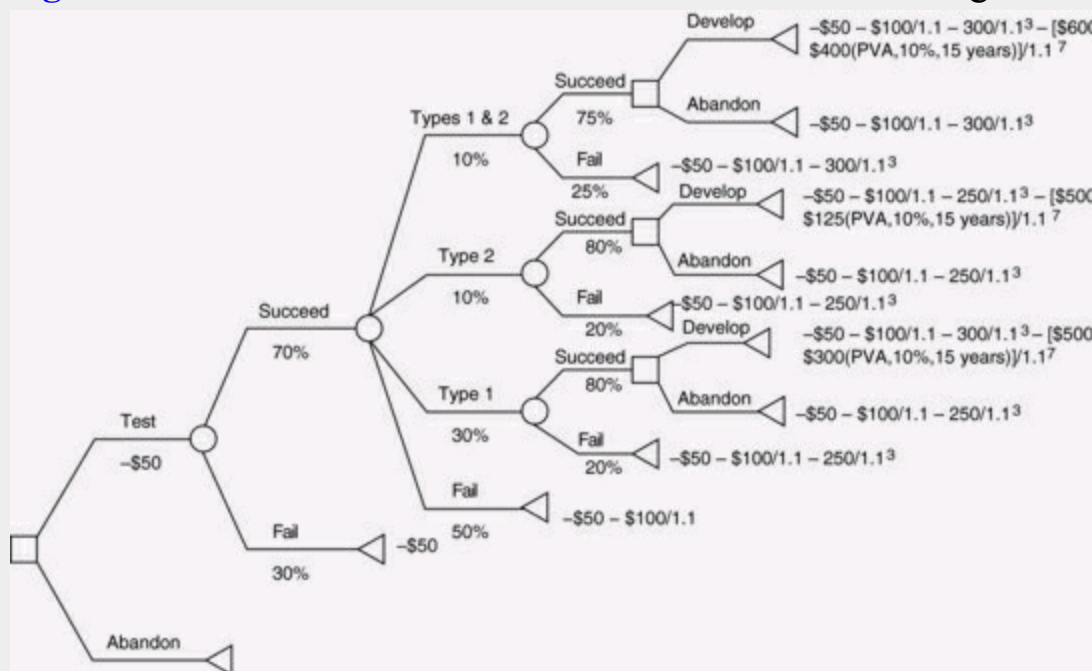 Develop
–$50 – $100/1.1 – 300/1.1³ – [$600
$400(PVA,10%,15 years)]/1.1 ⁷
Succeed
75%
Abandon
–$50 – $100/1.1 – 300/1.1³
Types 1 & 2
10%
Fail
25%
–$50 – $100/1.1 – 300/1.1³
Develop
–$50 – $100/1.1 – 250/1.1³ – [$500
$125(PVA,10%,15 years)]/1.1 ⁷
Succeed
80%
Abandon
–$50 – $100/1.1 – 250/1.1³
Type 2
10%
Fail
20%
–$50 – $100/1.1 – 250/1.1³
Succeed
70%
Develop
–$50 – $100/1.1 – 300/1.1³ – [$500
$300(PVA,10%,15 years)]/1.1⁷
Succeed
80%
Abandon
–$50 – $100/1.1 – 250/1.1³
Type 1
30%
Fail
20%
–$50 – $100/1.1 – 250/1.1³
Test
–$50
Fail
50%
–$50 – $100/1.1
Fail
30%
–$50
Abandon